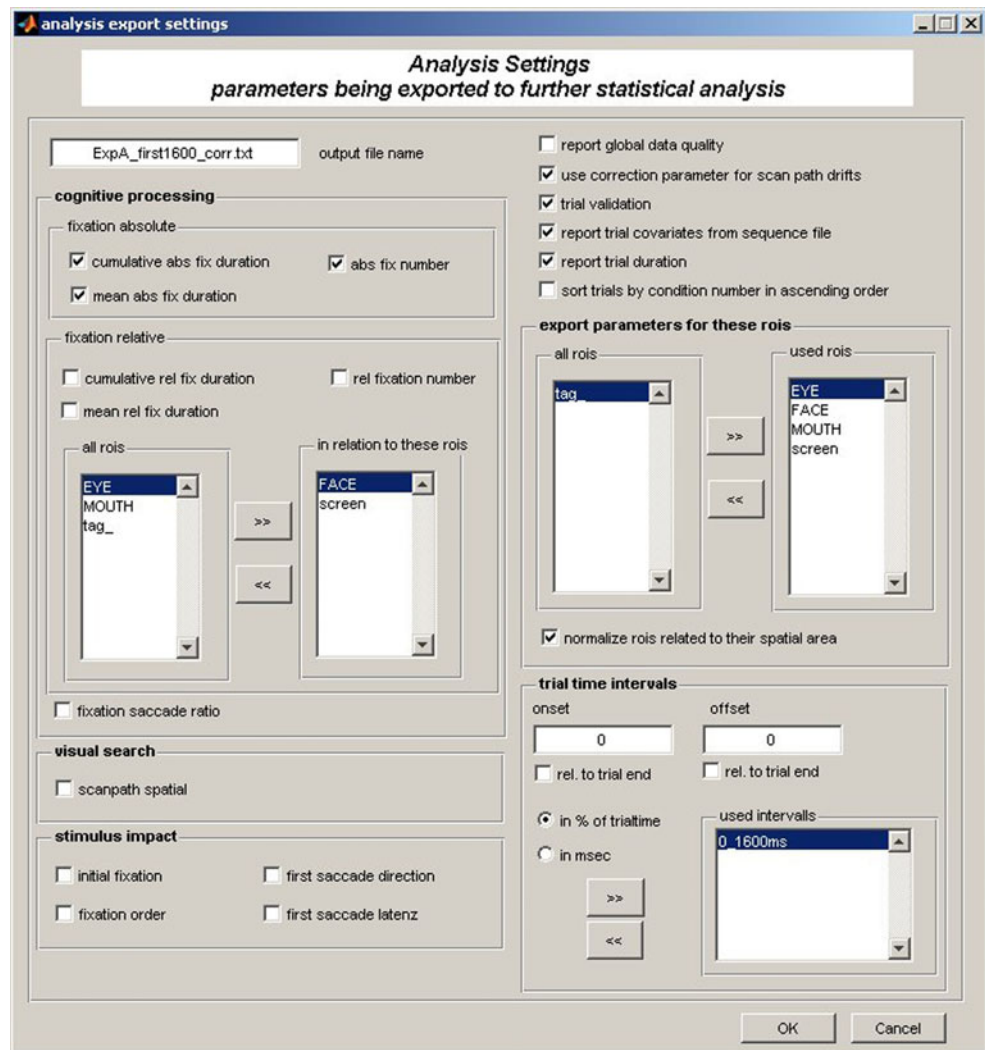 analysis export settings
Analysis Settings
parameters being exported to further statistical analysis
ExpA_first1600_corr.txt output file name
cognitive processing
fixation absolute
cumulative abs fix duration abs fix number
mean abs fix duration
fixation relative
cumulative rel fix duration rel fixation number
mean rel fix duration
all rois
EYE
MOUTH
tag_
>>
<<
in relation to these rois
FACE
screen
fixation saccade ratio
visual search
scanpath spatial
stimulus impact
initial fixation first saccade direction
fixation order first saccade latenz
report global data quality
use correction parameter for scan path drifts
trial validation
report trial covariates from sequence file
report trial duration
sort trials by condition number in ascending order
export parameters for these rois
all rois
tag_
>>
<<
used rois
EYE
FACE
MOUTH
screen
normalize rois related to their spatial area
trial time intervals
onset offset
0 0
rel. to trial end rel. to trial end
in % of trialtime
in msec
>>
<<
used intervalls
0_1600ms
OK Cancel